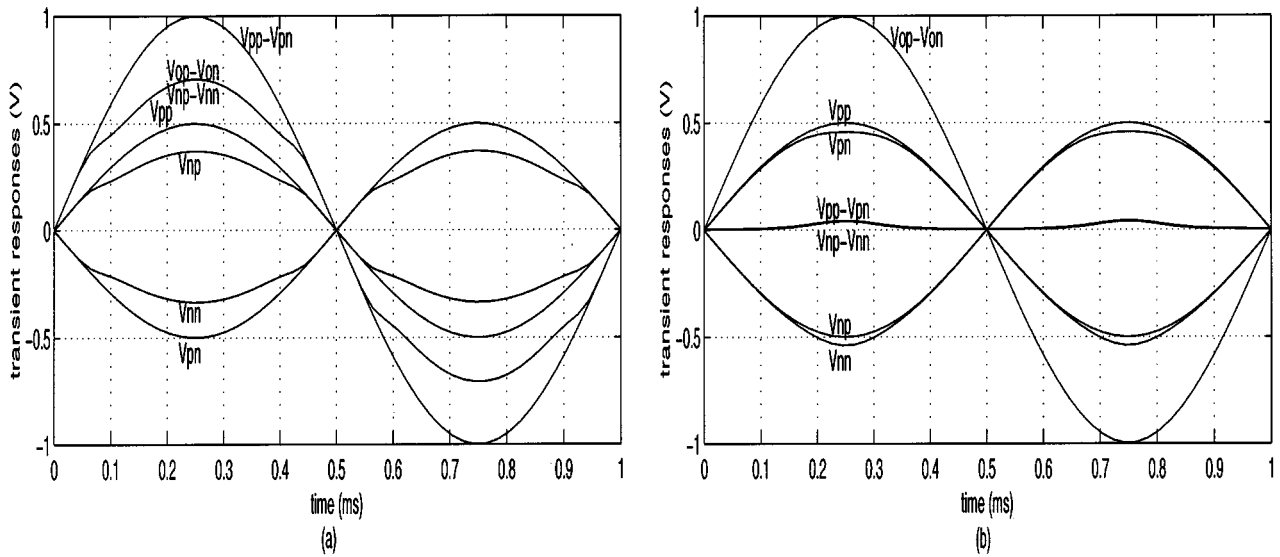 transient responses (V)
1
0.5
0
−0.5
−1
Vpp−Vpn
Vop−Von
Vnp−Vnn
Vpp
Vnp
Vnn
Vpn
0 0.1 0.2 0.3 0.4 0.5 0.6 0.7 0.8 0.9 1
time (ms)
(a)
transient responses (V)
1
0.5
0
−0.5
−1
Vop−Von
Vpp
Vpn
Vpp−Vpn
Vnp−Vnn
Vnp
Vnn
0 0.1 0.2 0.3 0.4 0.5 0.6 0.7 0.8 0.9 1
time (ms)
(b)